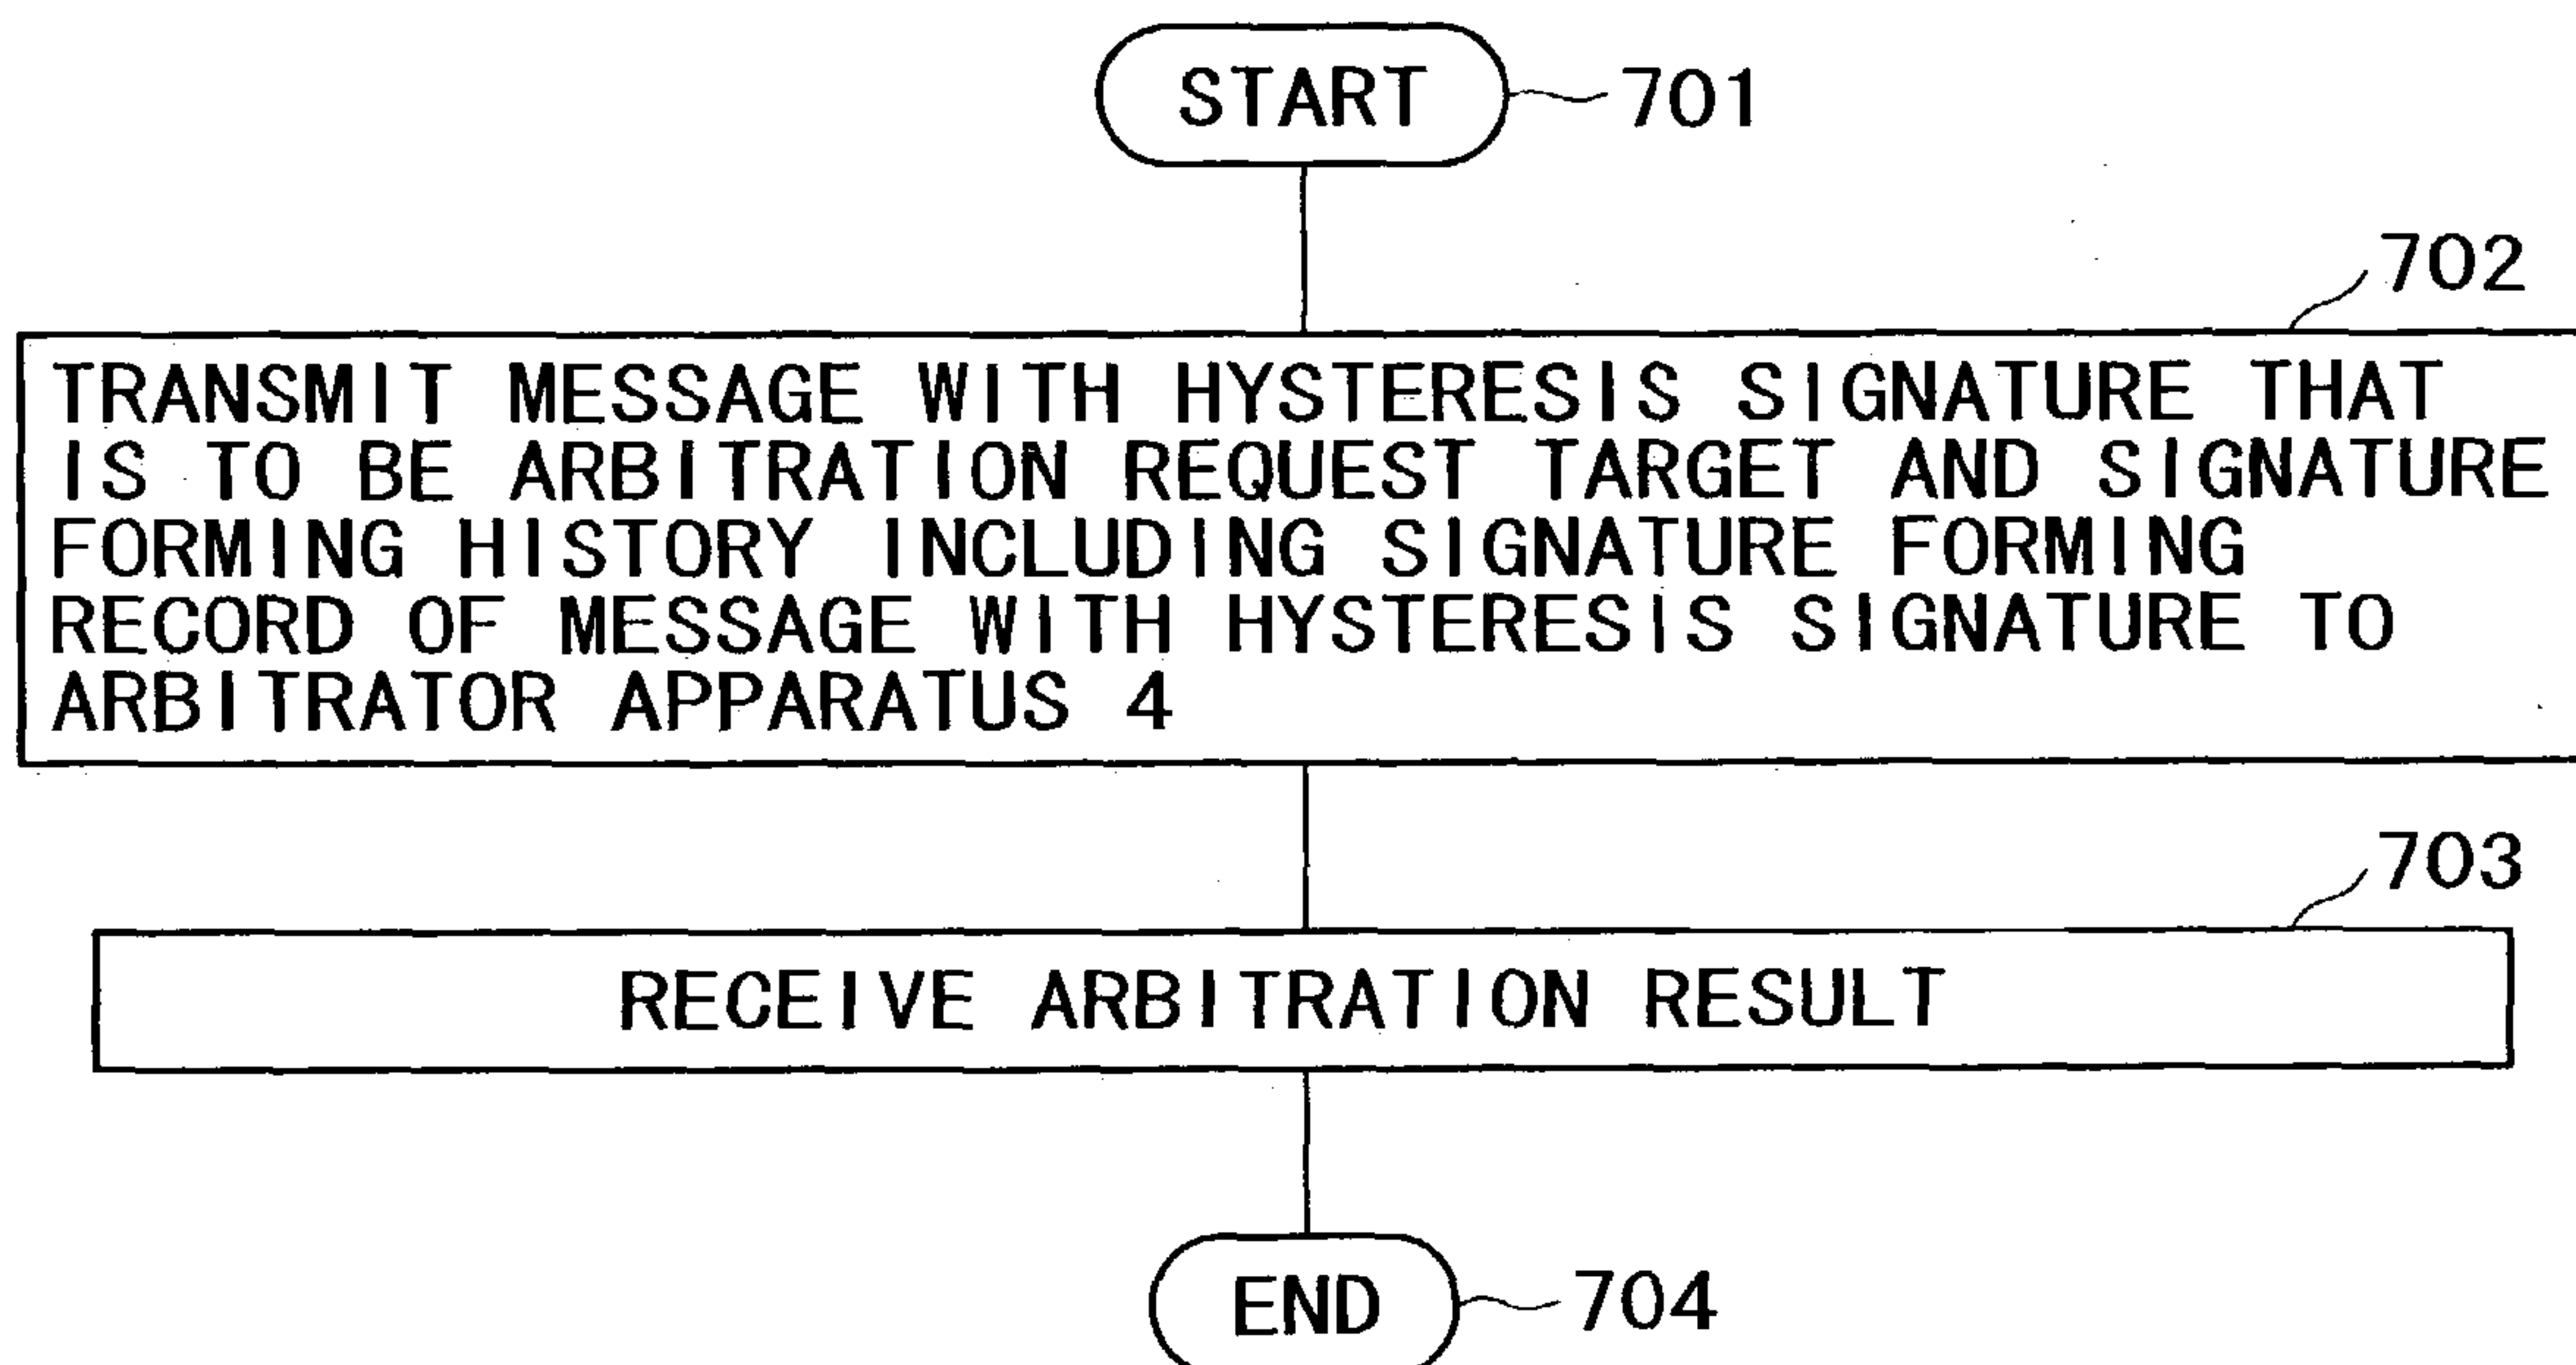 START
701
702
TRANSMIT MESSAGE WITH HYSTERESIS SIGNATURE THAT
IS TO BE ARBITRATION REQUEST TARGET AND SIGNATURE
FORMING HISTORY INCLUDING SIGNATURE FORMING
RECORD OF MESSAGE WITH HYSTERESIS SIGNATURE TO
ARBITRATOR APPARATUS 4
703
RECEIVE ARBITRATION RESULT
END
704